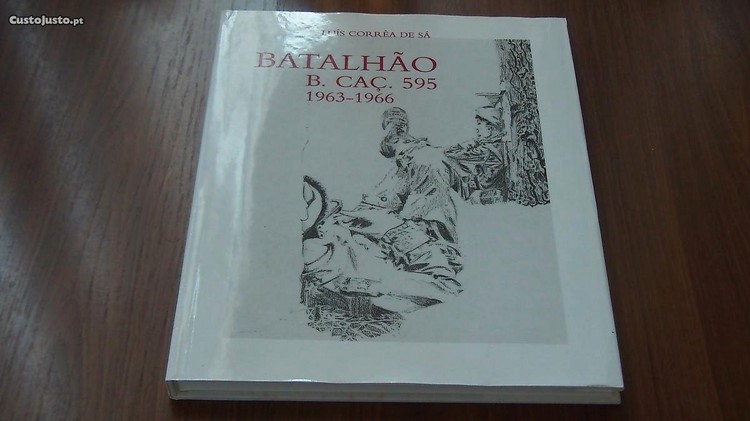 CustoJusto.pt
LUÍS CORRÊA DE SÁ
BATALHÃO
B. CAÇ. 595
1963-1966